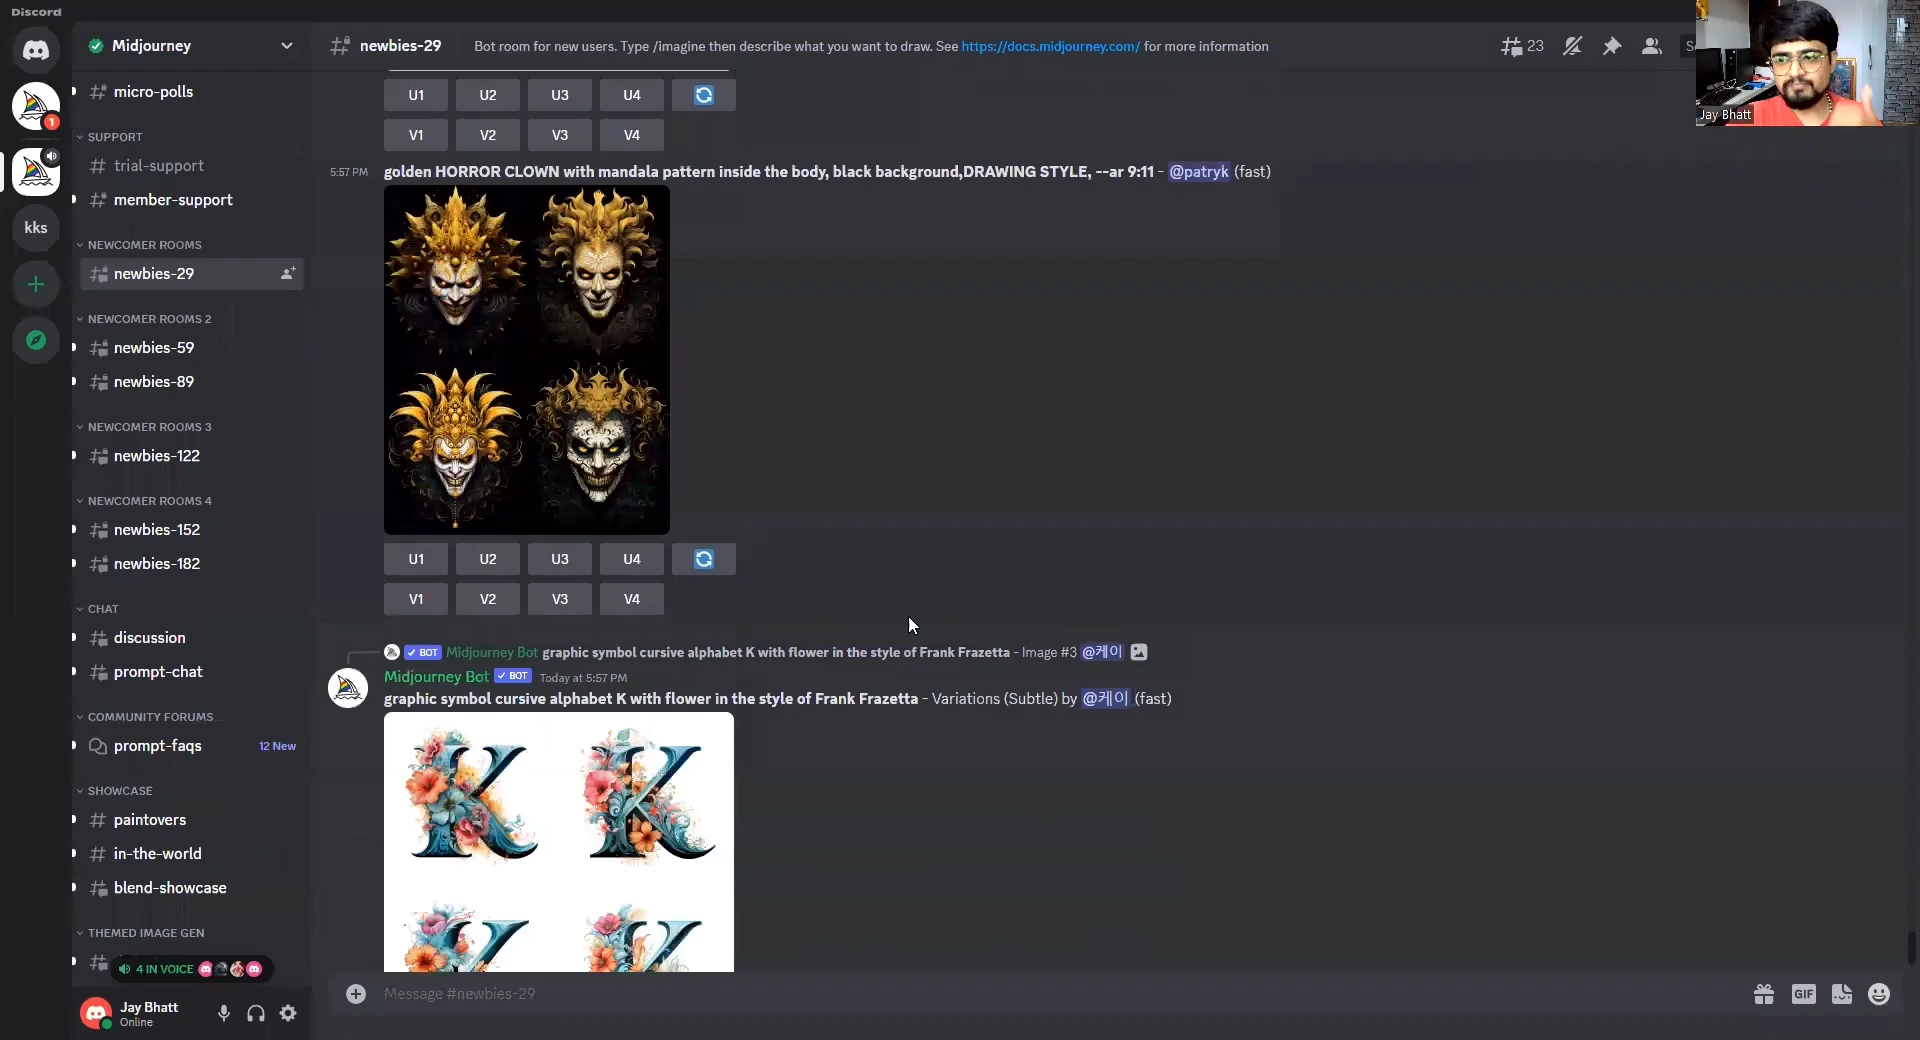 Discord
Midjourney
newbies-29
Bot room for new users. Type /imagine then describe what you want to draw. See https://docs.midjourney.com/ for more information
23
Jay Bhatt
1
kks
micro-polls
SUPPORT
trial-support
member-support
NEWCOMER ROOMS
newbies-29
NEWCOMER ROOMS 2
newbies-59
newbies-89
NEWCOMER ROOMS 3
newbies-122
NEWCOMER ROOMS 4
newbies-152
newbies-182
CHAT
discussion
prompt-chat
COMMUNITY FORUMS
prompt-faqs 12 New
SHOWCASE
paintovers
in-the-world
blend-showcase
THEMED IMAGE GEN
4 IN VOICE
Jay Bhatt
Online
U1 U2 U3 U4
V1 V2 V3 V4
5:57 PM golden HORROR CLOWN with mandala pattern inside the body, black background,DRAWING STYLE, --ar 9:11 - @patryk (fast)
U1 U2 U3 U4
V1 V2 V3 V4
✓ BOT Midjourney Bot graphic symbol cursive alphabet K with flower in the style of Frank Frazetta - Image #3 @케이
Midjourney Bot ✓ BOT Today at 5:57 PM
graphic symbol cursive alphabet K with flower in the style of Frank Frazetta - Variations (Subtle) by @케이 (fast)
K K
K K
Message #newbies-29
GIF